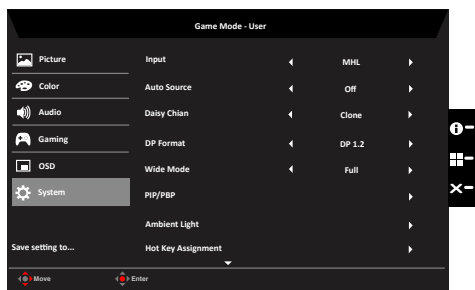 Game Mode - User
Picture
Input MHL
Color
Auto Source Off
Audio
Daisy Chian Clone
Gaming
DP Format DP 1.2
OSD
Wide Mode Full
System
PIP/PBP
Ambient Light
Save setting to...
Hot Key Assignment
Move Enter